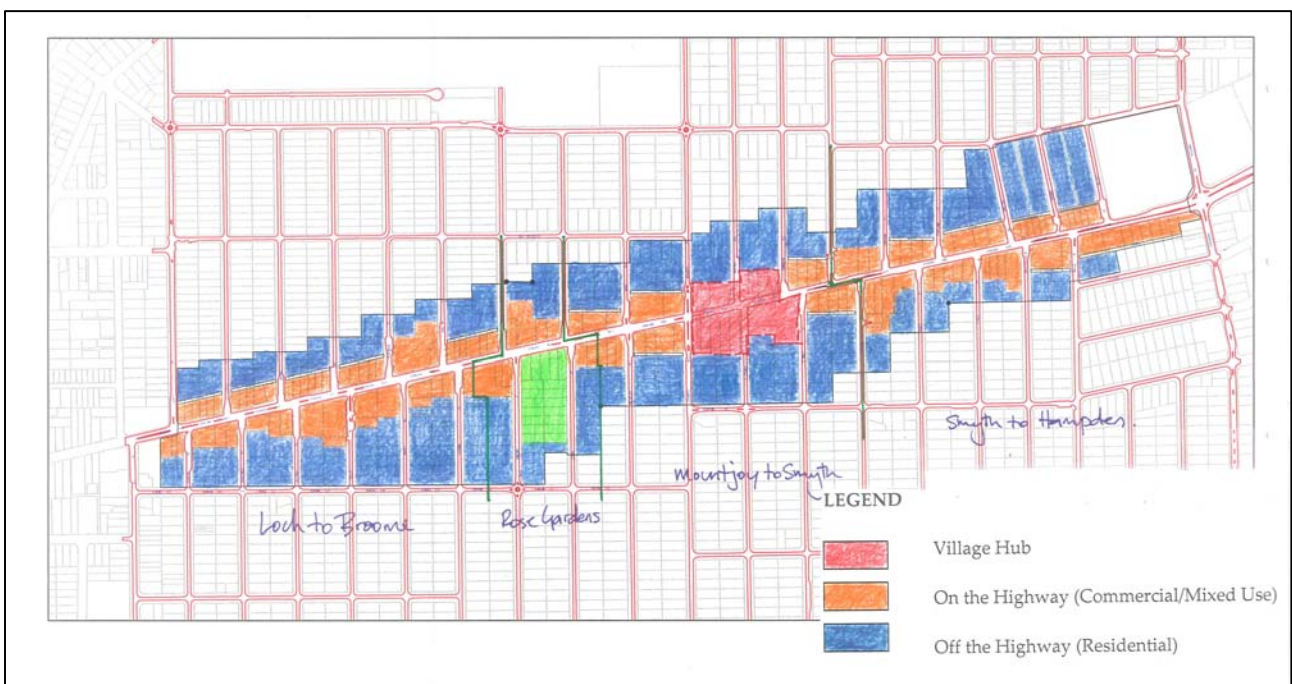 Smyth to Hampden.
Mountjoy to Smyth
Loch to Broome
Rose Gardens
LEGEND
Village Hub
On the Highway (Commercial/Mixed Use)
Off the Highway (Residential)